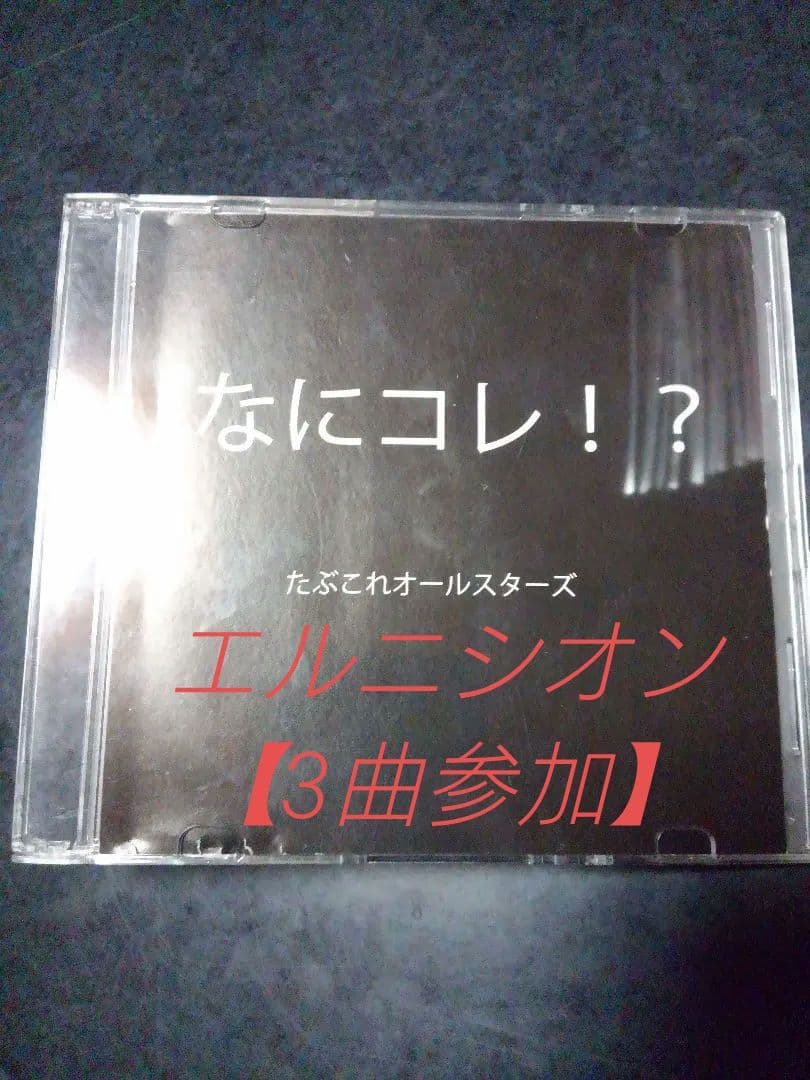 なにコレ！？
たぶこれオールスターズ
エルニシオン
【3曲参加】